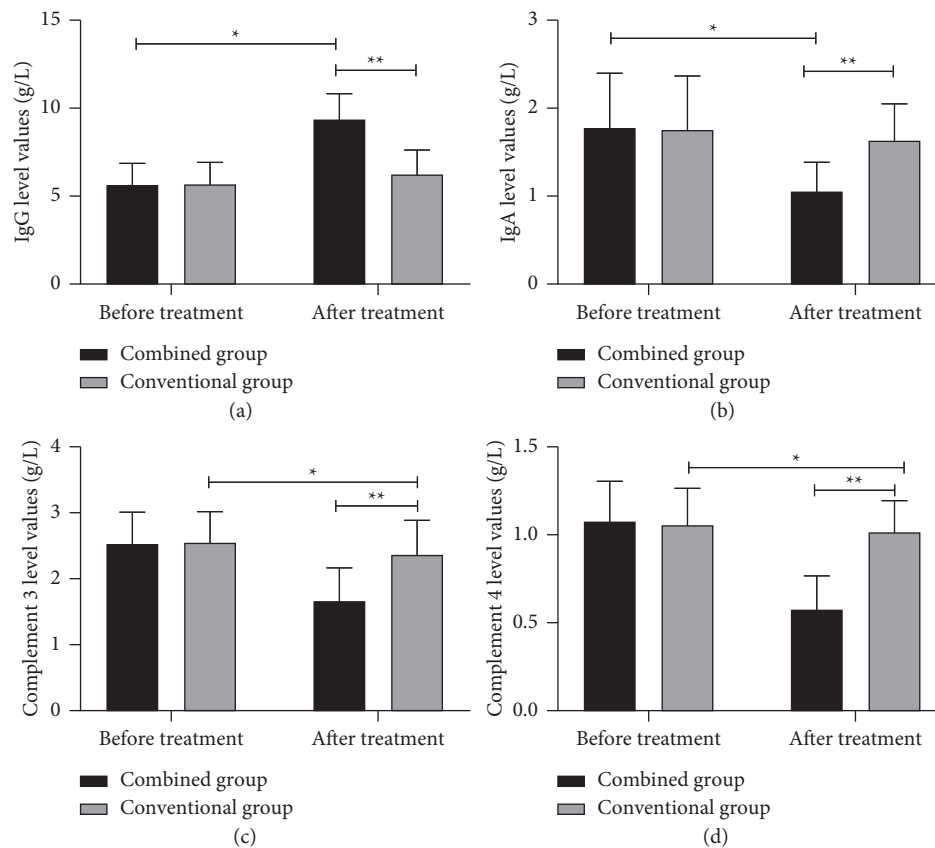 IgG level values (g/L)
15
10
5
0
*
**
Before treatment
After treatment
Combined group
Conventional group
(a)
IgA level values (g/L)
3
2
1
0
*
**
Before treatment
After treatment
Combined group
Conventional group
(b)
Complement 3 level values (g/L)
4
3
2
1
0
*
**
Before treatment
After treatment
Combined group
Conventional group
(c)
Complement 4 level values (g/L)
1.5
1.0
0.5
0.0
*
**
Before treatment
After treatment
Combined group
Conventional group
(d)